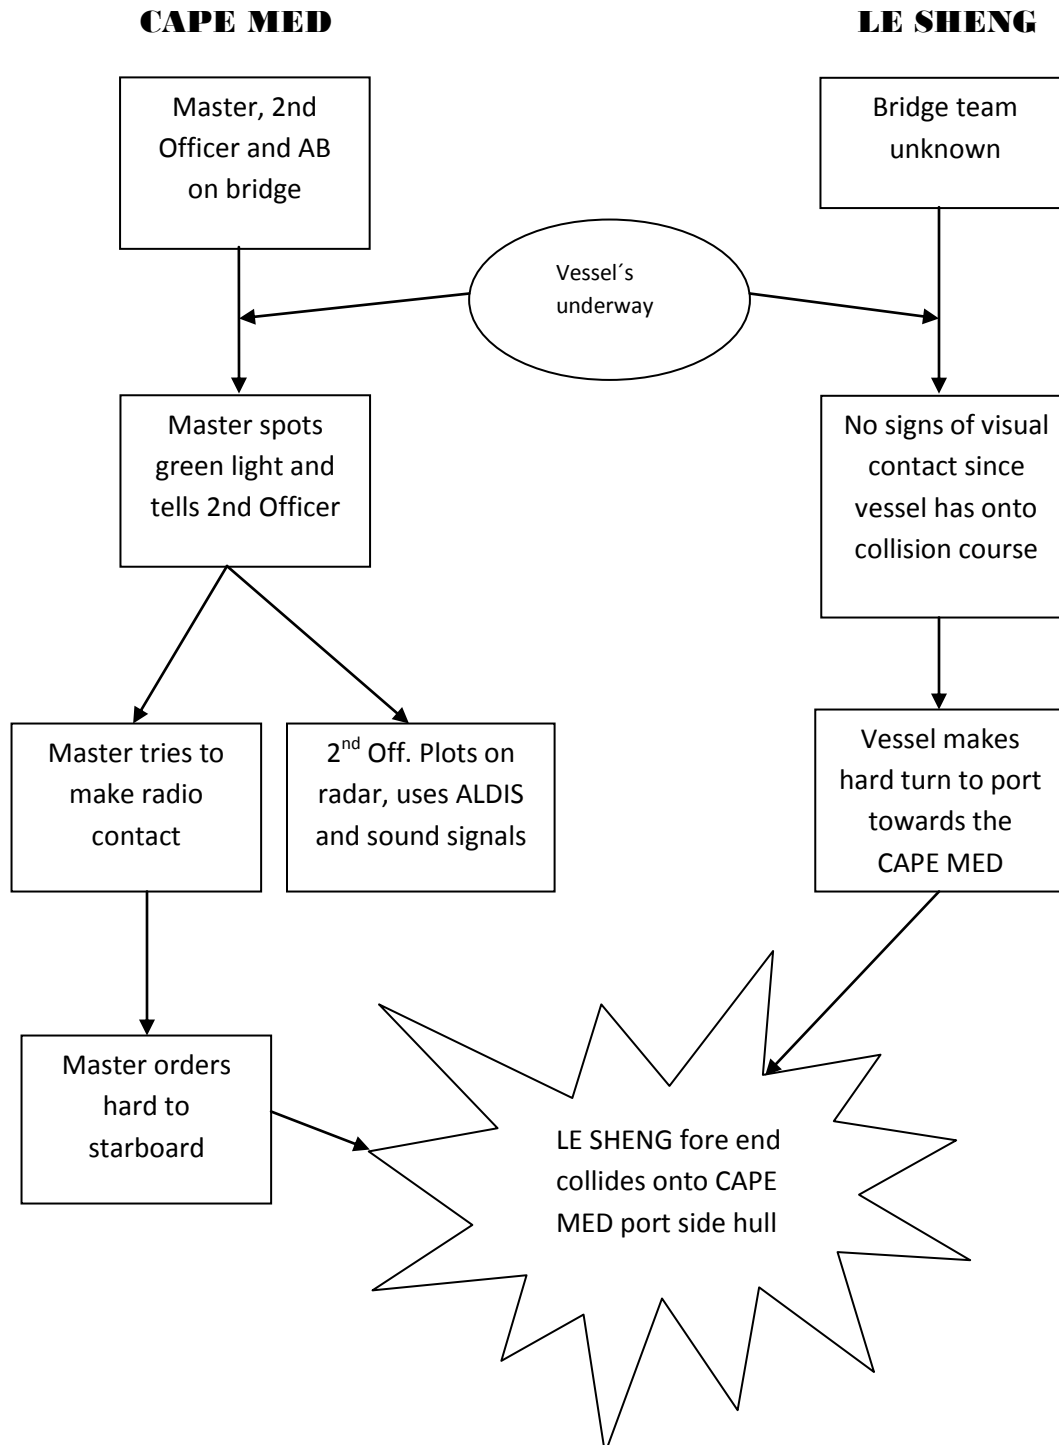 CAPE MED
LE SHENG
Master, 2nd
Officer and AB
on bridge
Bridge team
unknown
Vessel´s
underway
Master spots
green light and
tells 2nd Officer
No signs of visual
contact since
vessel has onto
collision course
Master tries to
make radio
contact
2nd Off. Plots on
radar, uses ALDIS
and sound signals
Vessel makes
hard turn to port
towards the
CAPE MED
Master orders
hard to
starboard
LE SHENG fore end
collides onto CAPE
MED port side hull